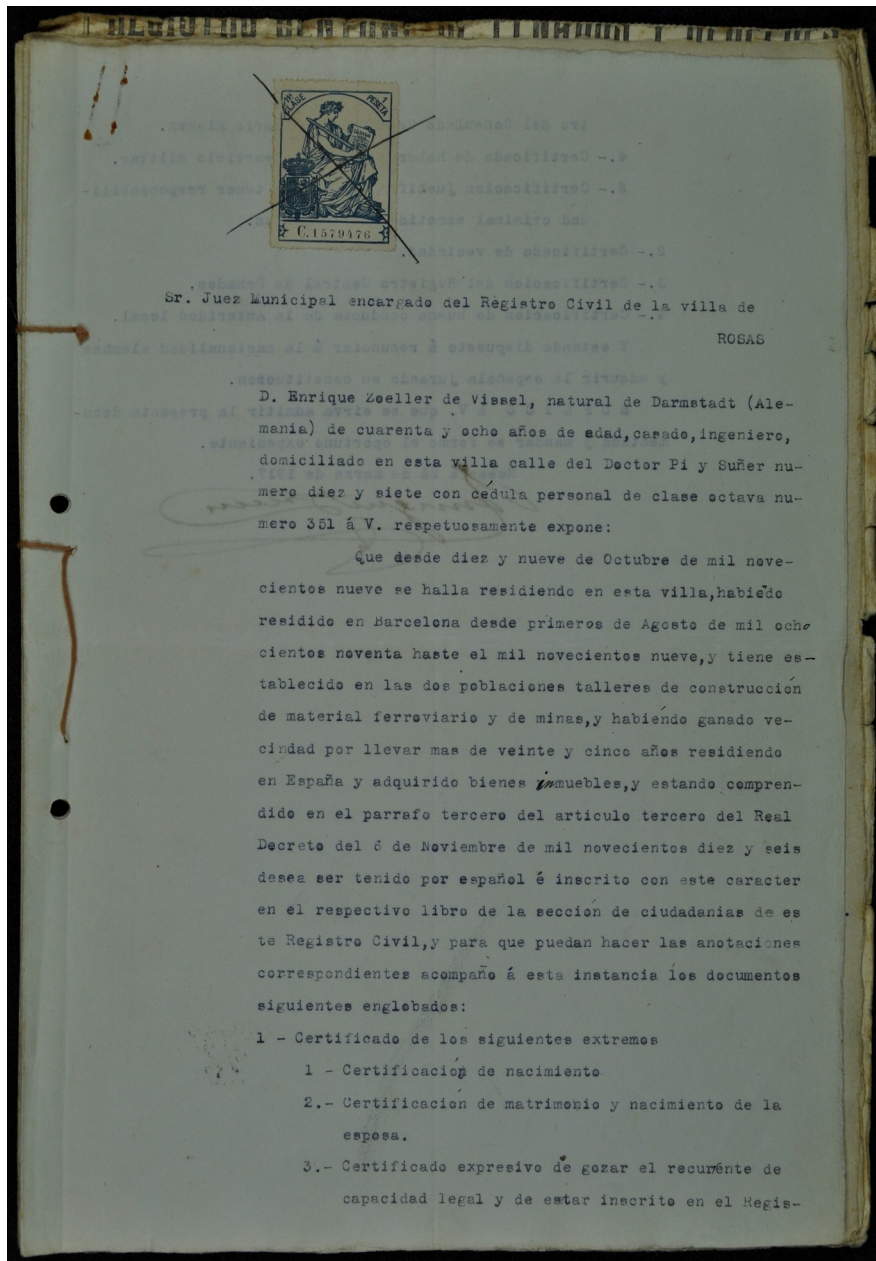 11ª CLASE
1 PESETA
C.1579476
Sr. Juez Municipal encargado del Registro Civil de la villa de
ROSAS
D. Enrique Zoeller de Vissel, natural de Darmstadt (Ale-
mania) de cuarenta y ocho años de edad,casado,ingeniero,
domiciliado en esta villa calle del Doctor Pi y Suñer nu-
mero diez y siete con cédula personal de clase octava nu-
mero 351 á V. respetuosamente expone:
Que desde diez y nueve de Octubre de mil nove-
cientos nueve se halla residiendo en esta villa,habiedo
residido en Barcelona desde primeros de Agosto de mil ocho
cientos noventa haste el mil novecientos nueve,y tiene es-
tablecido en las dos poblaciones talleres de construcción
de material ferroviario y de minas,y habiéndo ganado ve-
cindad por llevar mas de veinte y cinco años residiendo
en España y adquirido bienes inmuebles,y estando compren-
dido en el parrafo tercero del articulo tercero del Real
Decreto del 6 de Noviembre de mil novecientos diez y seis
desea ser tenido por español é inscrito con este caracter
en el respectivo libro de la sección de ciudadanias de es
te Registro Civil,y para que puedan hacer las anotaciones
correspondientes acompaño á esta instancia los documentos
siguientes englobados:
1 - Certificado de los siguientes extremos
1 - Certificación de nacimiento
2.- Certificación de matrimonio y nacimiento de la
esposa.
3.- Certificado expresivo de gozar el recurrénte de
capacidad legal y de estar inscrito en el Regis-